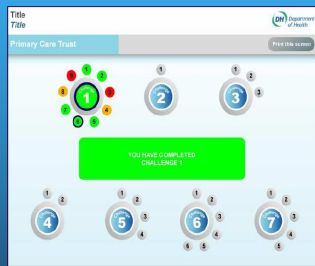 Title
Title
DH Department
of Health
Primary Care Trust
Print this screen
1 2 3 4 5 6 7 8 9
1
1
2
1 2 3
3
YOU HAVE COMPLETED
CHALLENGE 1
1 2
4
1 2 3 4
5
1 2 3 4 5 6
6
1 2 3 4 5
7